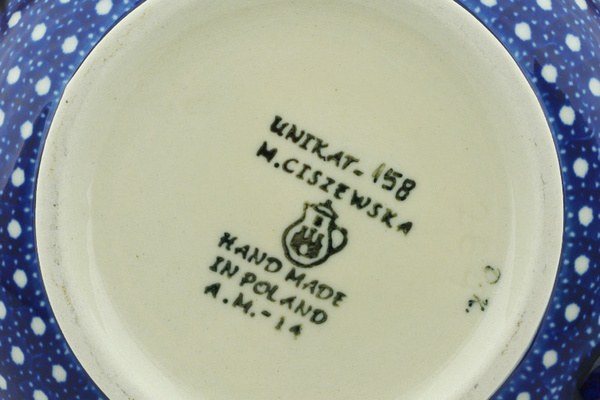 UNIKAT-158
M.CISZEWSKA
HAND MADE
IN POLAND
A.M.-14